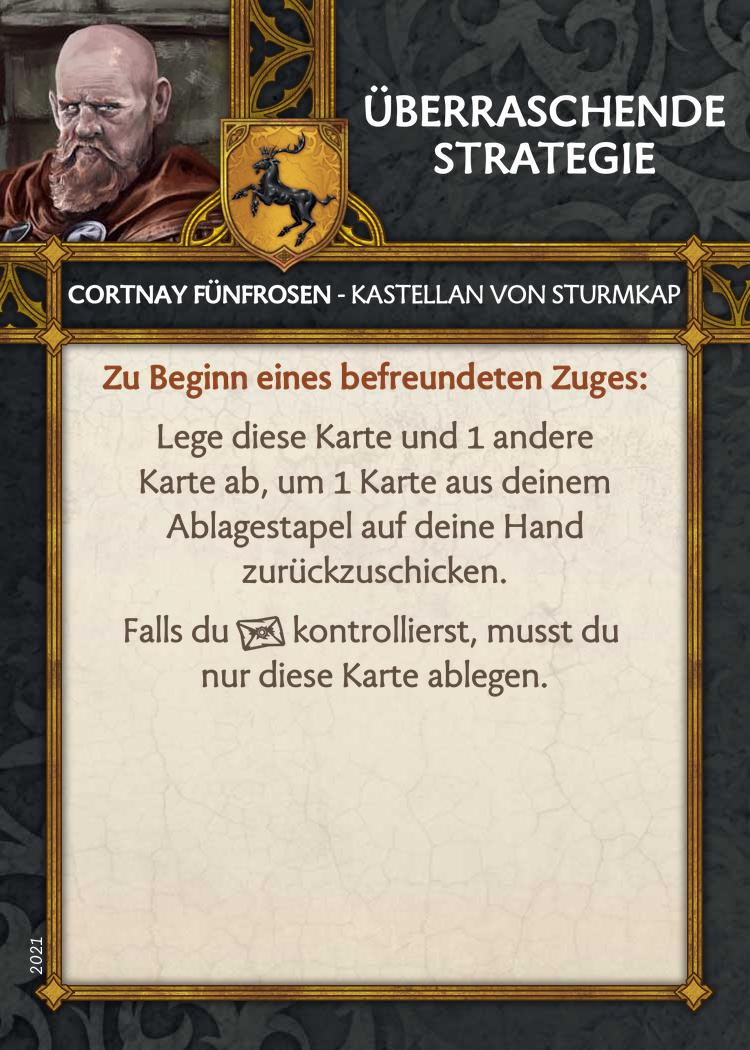 ÜBERRASCHENDE
STRATEGIE
CORTNAY FÜNFROSEN - KASTELLAN VON STURMKAP
Zu Beginn eines befreundeten Zuges:
Lege diese Karte und 1 andere
Karte ab, um 1 Karte aus deinem
Ablagestapel auf deine Hand
zurückzuschicken.
Falls du kontrollierst, musst du
nur diese Karte ablegen.
2021